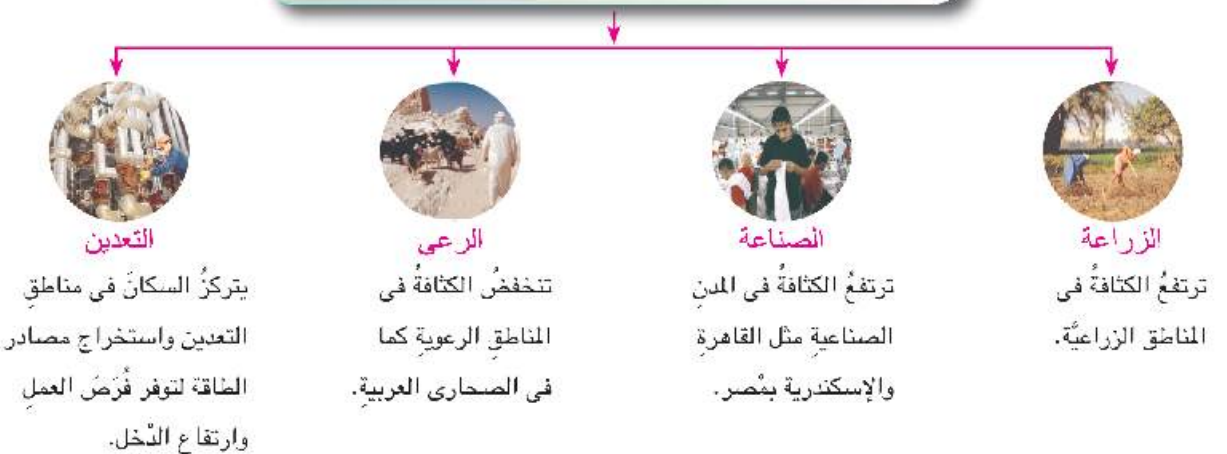 الزراعة
ترتفعُ الكثافةُ فى
المناطق الزراعيَّة.
الصناعة
ترتفعُ الكثافةُ فى المدنِ
الصناعيةِ مثل القاهرةِ
والإسكندرية بمْصر.
الرعى
تنخفضُ الكثافةُ فى
المناطقِ الرعويةِ كما
فى الصحارى العربيةِ.
التعدين
يتركزُ السكانَ فى مناطقِ
التعدين واستخراج مصادر
الطاقة لتوفر فُرَصَ العملِ
وارتفاع الدْخل.